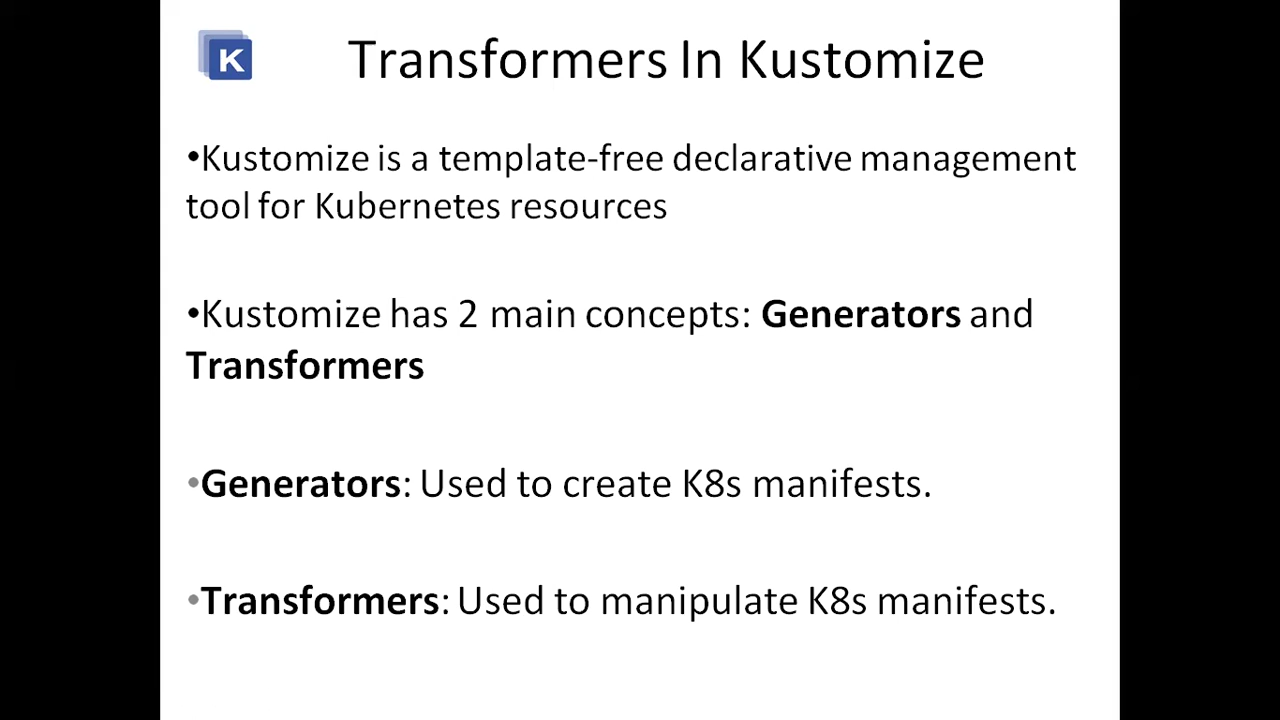 K
Transformers In Kustomize
•Kustomize is a template-free declarative management
tool for Kubernetes resources
•Kustomize has 2 main concepts: Generators and
Transformers
•Generators: Used to create K8s manifests.
•Transformers: Used to manipulate K8s manifests.